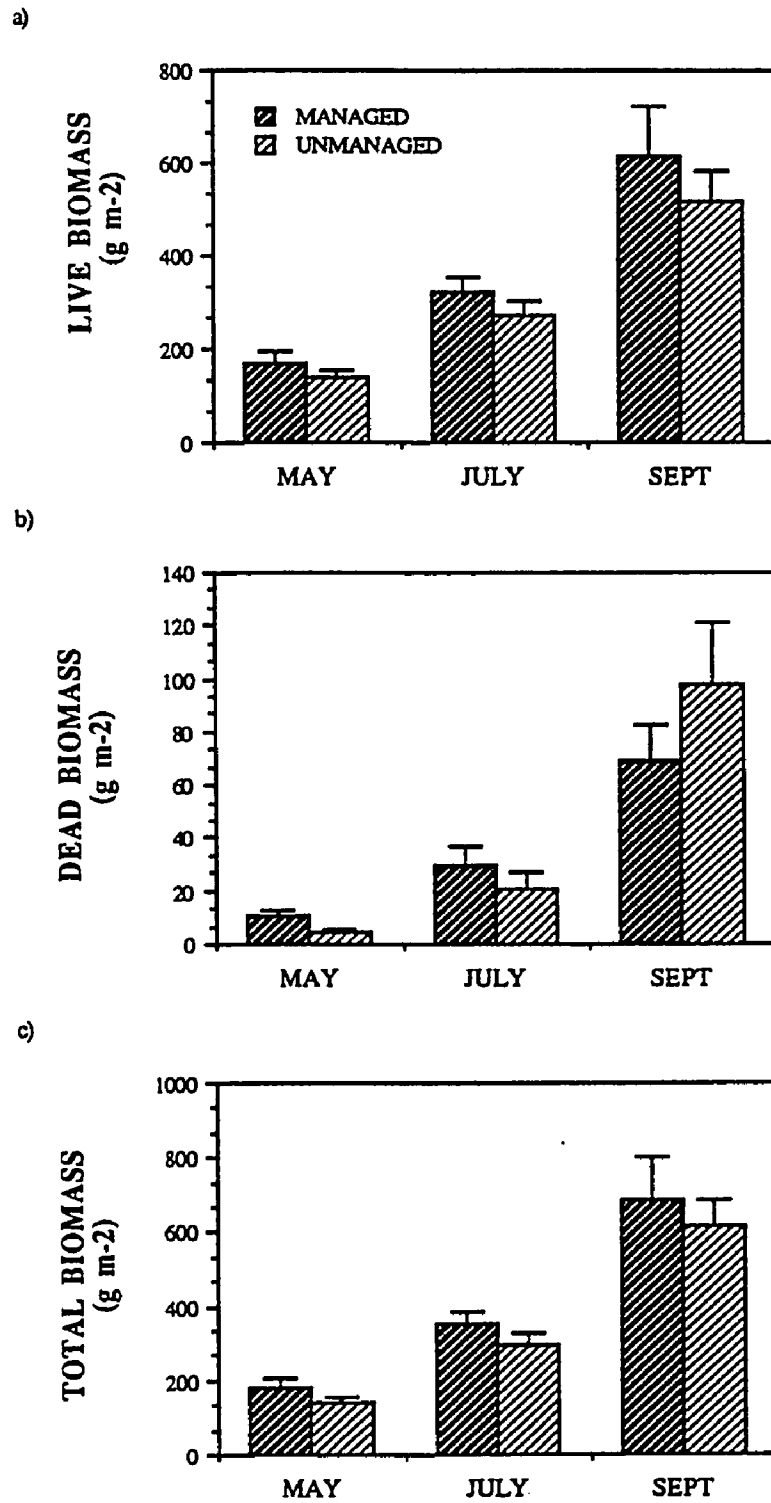 a)
LIVE BIOMASS
(g m-2)
800
600
400
200
0
MANAGED
UNMANAGED
MAY JULY SEPT
b)
DEAD BIOMASS
(g m-2)
140
120
100
80
60
40
20
0
MAY JULY SEPT
c)
TOTAL BIOMASS
(g m-2)
1000
800
600
400
200
0
MAY JULY SEPT